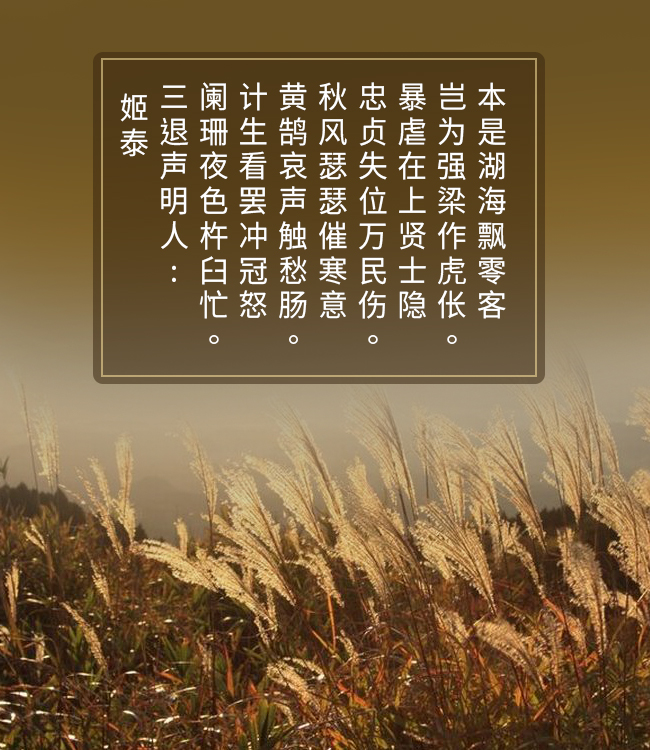 本是湖海飘零客
岂为强梁作虎伥。
暴虐在上贤士隐
忠贞失位万民伤。
秋风瑟瑟催寒意
黄鹄哀声触愁肠。
计生看罢冲冠怒
阑珊夜色杵臼忙。
三退声明人：
姬泰